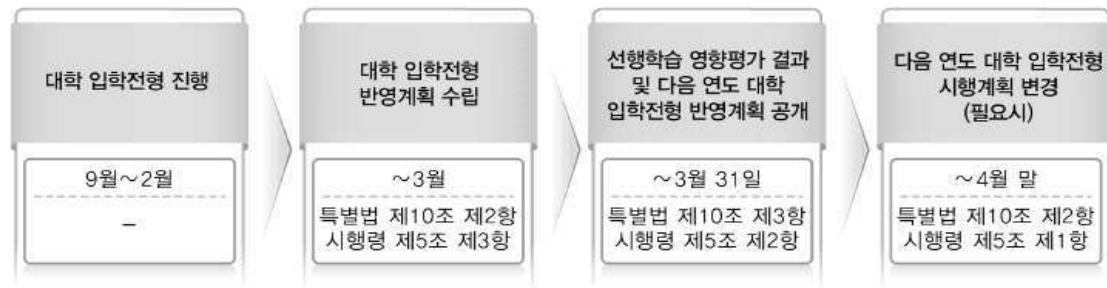 대학 입학전형 진행
9월～2월
–
대학 입학전형
반영계획 수립
～3월
특별법 제10조 제2항
시행령 제5조 제3항
선행학습 영향평가 결과
및 다음 연도 대학
입학전형 반영계획 공개
～3월 31일
특별법 제10조 제3항
시행령 제5조 제2항
다음 연도 대학 입학전형
시행계획 변경
(필요시)
～4월 말
특별법 제10조 제2항
시행령 제5조 제1항